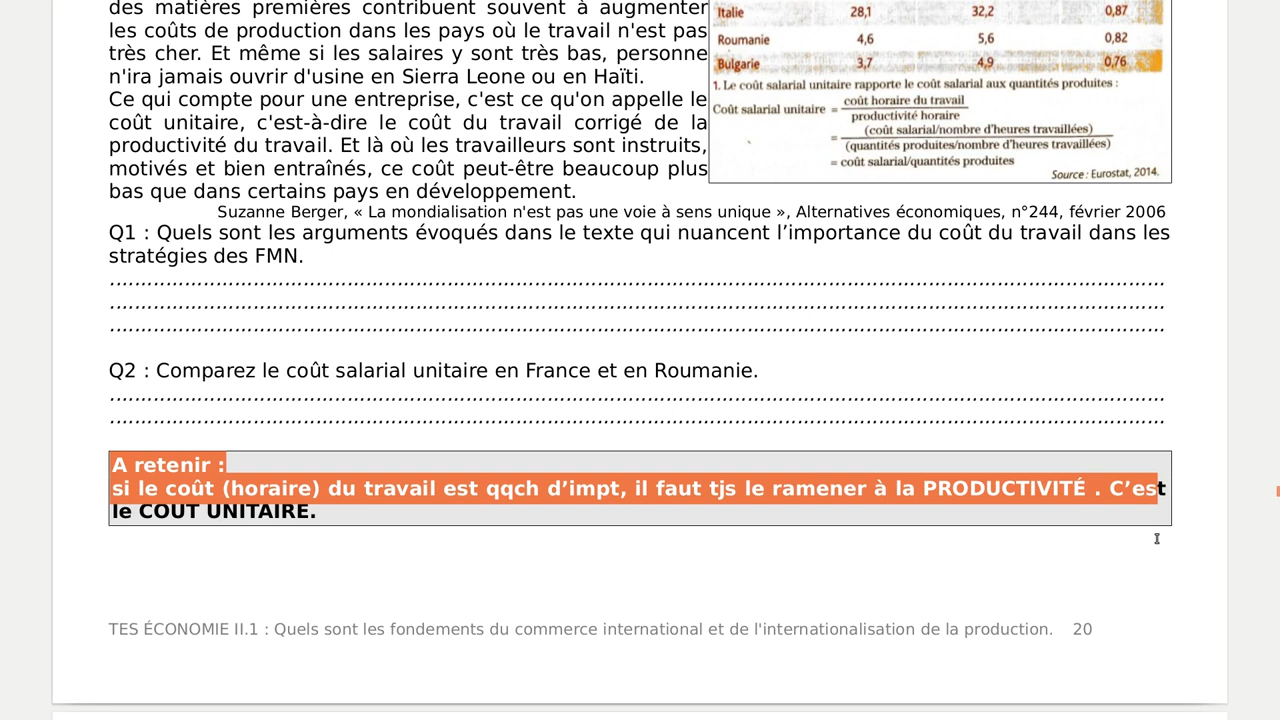 des matières premières contribuent souvent à augmenter
les coûts de production dans les pays où le travail n'est pas
très cher. Et même si les salaires y sont très bas, personne
n'ira jamais ouvrir d'usine en Sierra Leone ou en Haïti.
Ce qui compte pour une entreprise, c'est ce qu'on appelle le
coût unitaire, c'est-à-dire le coût du travail corrigé de la
productivité du travail. Et là où les travailleurs sont instruits,
motivés et bien entraînés, ce coût peut-être beaucoup plus
bas que dans certains pays en développement.
Italie 28,1 32,2 0,87
Roumanie 4,6 5,6 0,82
Bulgarie 3,7 4,9 0,76
1. Le coût salarial unitaire rapporte le coût salarial aux quantités produites :
Coût salarial unitaire = coût horaire du travail
productivité horaire
= (coût salarial/nombre d'heures travaillées)
(quantités produites/nombre d'heures travaillées)
= coût salarial/quantités produites
Source : Eurostat, 2014.
Suzanne Berger, « La mondialisation n'est pas une voie à sens unique », Alternatives économiques, n°244, février 2006
Q1 : Quels sont les arguments évoqués dans le texte qui nuancent l’importance du coût du travail dans les
stratégies des FMN.
Q2 : Comparez le coût salarial unitaire en France et en Roumanie.
A retenir :
si le coût (horaire) du travail est qqch d’impt, il faut tjs le ramener à la PRODUCTIVITÉ . C’est
le COUT UNITAIRE.
TES ÉCONOMIE II.1 : Quels sont les fondements du commerce international et de l'internationalisation de la production. 20